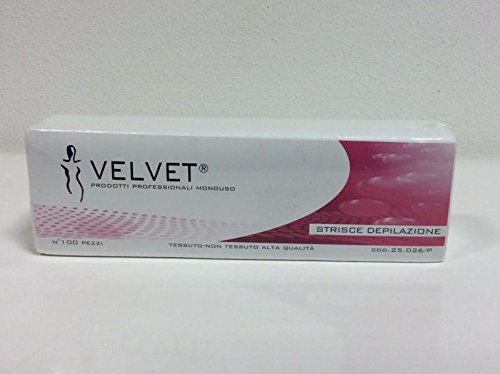 VELVET®
PRODOTTI PROFESSIONALI MONOUSO
STRISCE DEPILAZIONE
N° 100 PEZZI
TESSUTO-NON TESSUTO ALTA QUALITÀ
COD.25.026/P